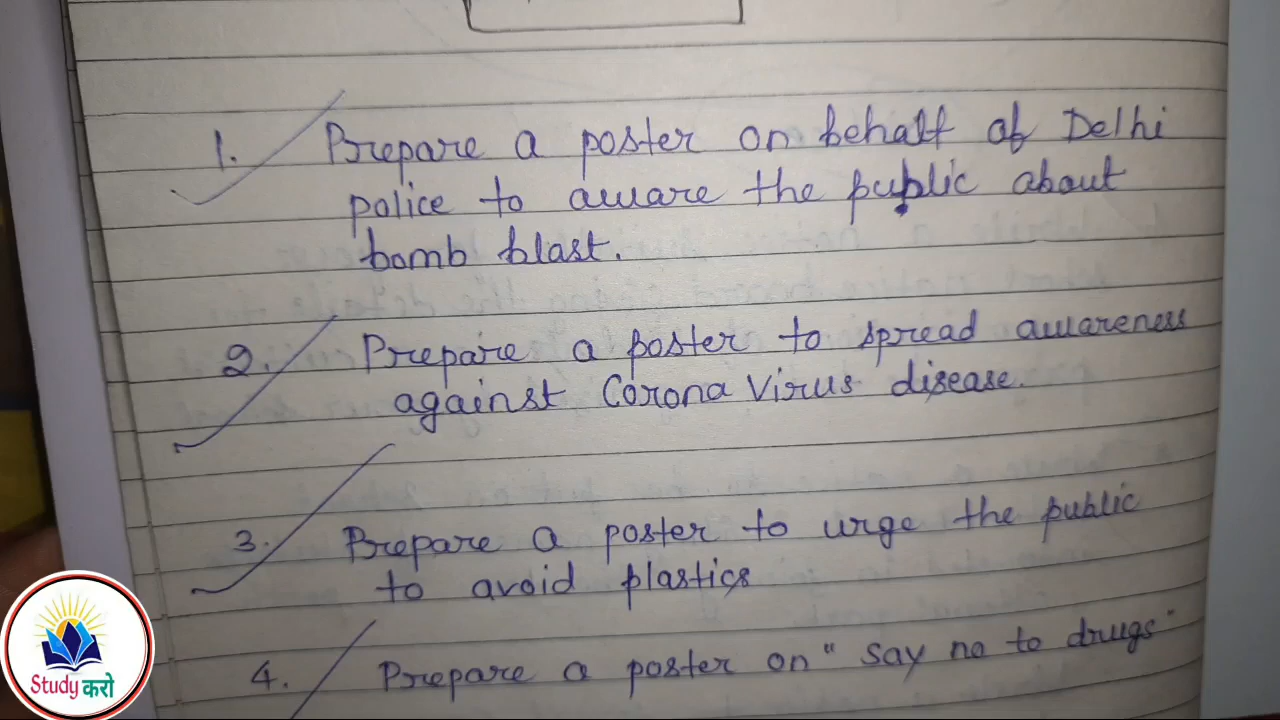 1. Prepare a poster on behalf of Delhi
police to aware the public about
bomb blast.
2. Prepare a poster to spread awareness
against Corona Virus disease.
3. Prepare a poster to urge the public
to avoid plastics
4. Prepare a poster on "Say no to drugs"
Study करो